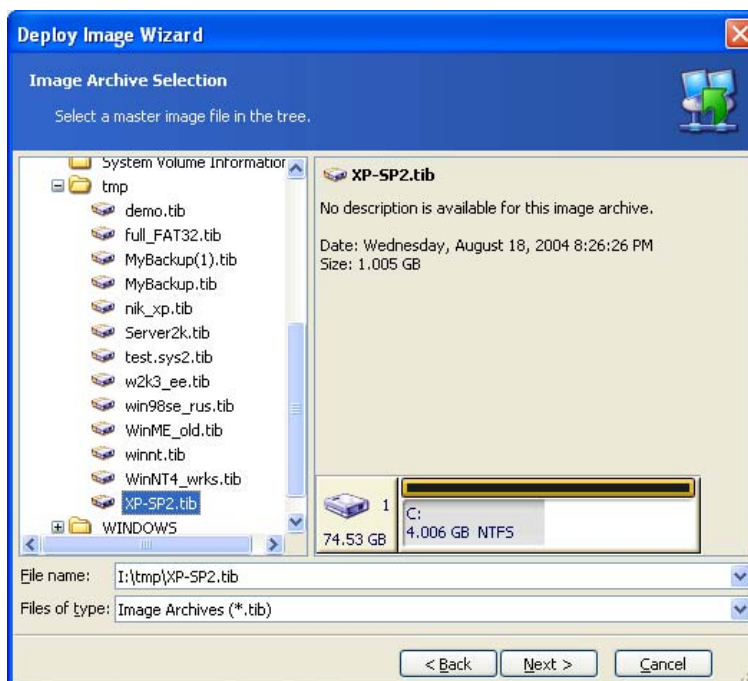 Deploy Image Wizard
Image Archive Selection
Select a master image file in the tree.
System Volume Information
tmp
demo.tib
full_FAT32.tib
MyBackup(1).tib
MyBackup.tib
nik_xp.tib
Server2k.tib
test.sys2.tib
w2k3_ee.tib
win98se_rus.tib
WinME_old.tib
winnt.tib
WinNT4_wrks.tib
XP-SP2.tib
WINDOWS
XP-SP2.tib
No description is available for this image archive.
Date: Wednesday, August 18, 2004 8:26:26 PM
Size: 1.005 GB
1
74.53 GB
C:
4.006 GB NTFS
File name: I:\tmp\XP-SP2.tib
Files of type: Image Archives (*.tib)
< Back Next > Cancel